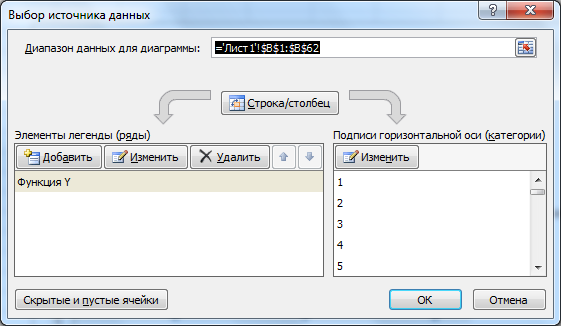 Выбор источника данных
Диапазон данных для диаграммы:
='Лист1'!$B$1:$B$62
Строка/столбец
Элементы легенды (ряды)
Подписи горизонтальной оси (категории)
Добавить
Изменить
Удалить
Изменить
Функция Y
1
2
3
4
5
Скрытые и пустые ячейки
ОК
Отмена